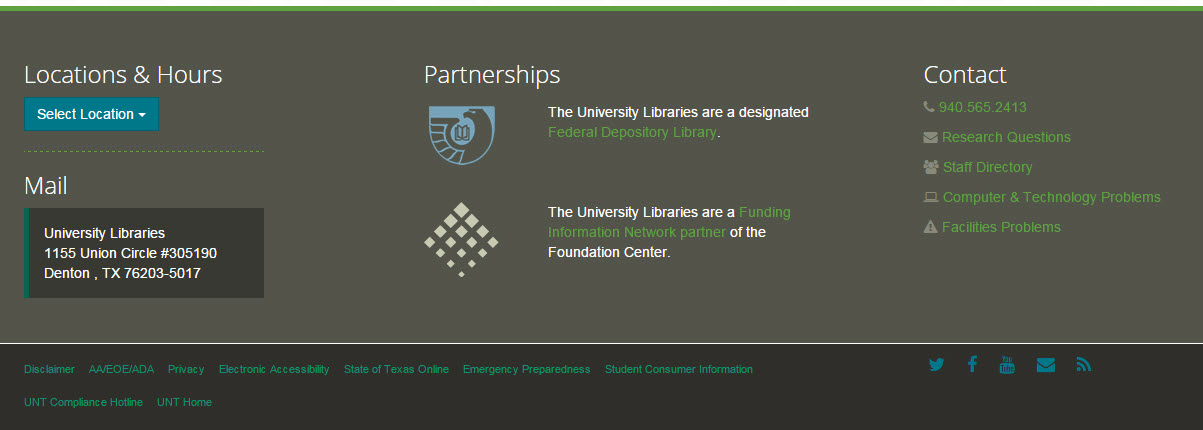 Locations & Hours
Select Location
Mail
University Libraries
1155 Union Circle #305190
Denton , TX 76203-5017
Partnerships
The University Libraries are a designated
Federal Depository Library.
The University Libraries are a Funding
Information Network partner of the
Foundation Center.
Contact
940.565.2413
Research Questions
Staff Directory
Computer & Technology Problems
Facilities Problems
Disclaimer AA/EOE/ADA Privacy Electronic Accessibility State of Texas Online Emergency Preparedness Student Consumer Information
UNT Compliance Hotline UNT Home
You
Tube